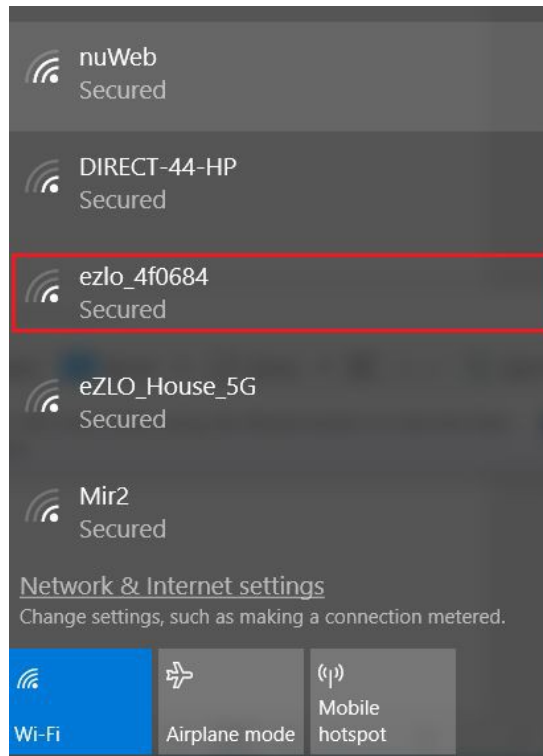 nuWeb
Secured
DIRECT-44-HP
Secured
ezlo_4f0684
Secured
eZLO_House_5G
Secured
Mir2
Secured
Network & Internet settings
Change settings, such as making a connection metered.
Wi-Fi
Airplane mode
Mobile
hotspot